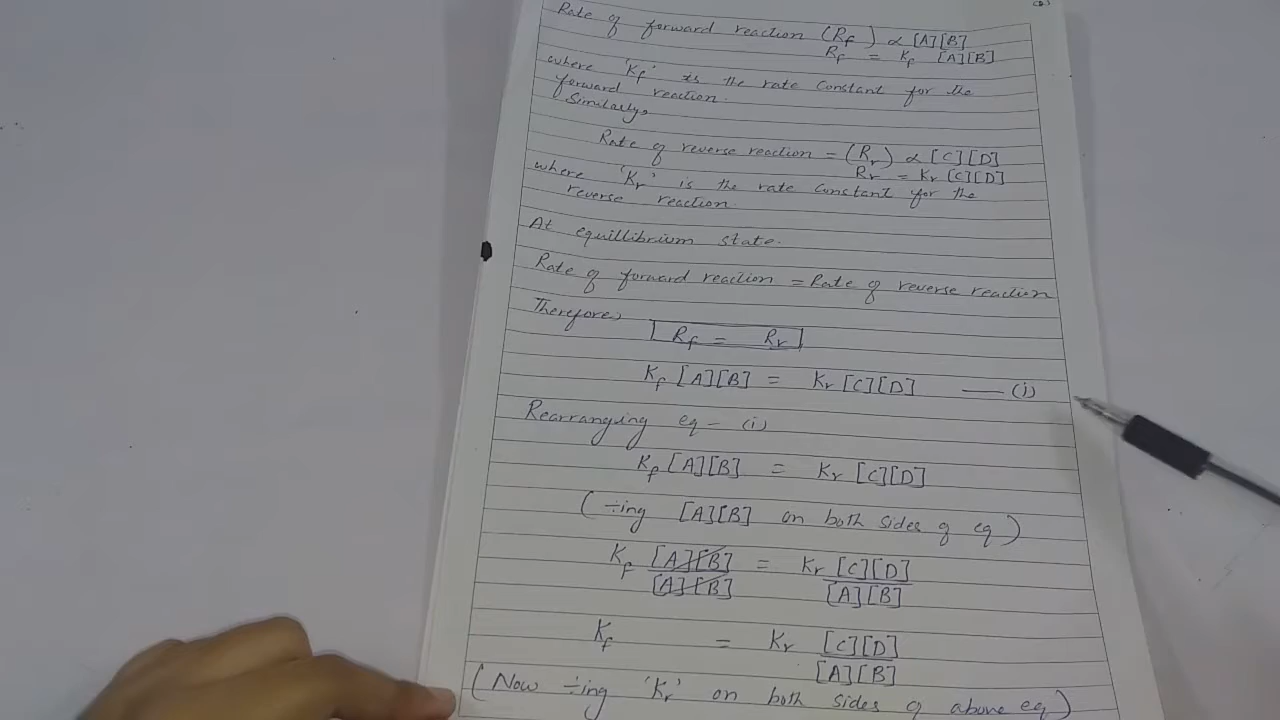 (2)
Rate of forward reaction (Rf) ∝ [A][B]
Rf = Kf [A][B]
where 'Kf' is the rate constant for the
forward reaction.
Similarly,
Rate of reverse reaction = (Rr) ∝ [C][D]
Rr = Kr [C][D]
where 'Kr' is the rate constant for the
reverse reaction.
At equillibrium state.
Rate of forward reaction = Rate of reverse reaction
Therefore,
Rf = Rr
Kf [A][B] = Kr [C][D] — (i)
Rearranging eq – (i)
Kf [A][B] = Kr [C][D]
(÷ing [A][B] on both sides of eq)
Kf [A][B] = Kr [C][D]
[A][B] [A][B]
Kf = Kr [C][D]
[A][B]
(Now ÷ing 'Kr' on both sides of above eq)